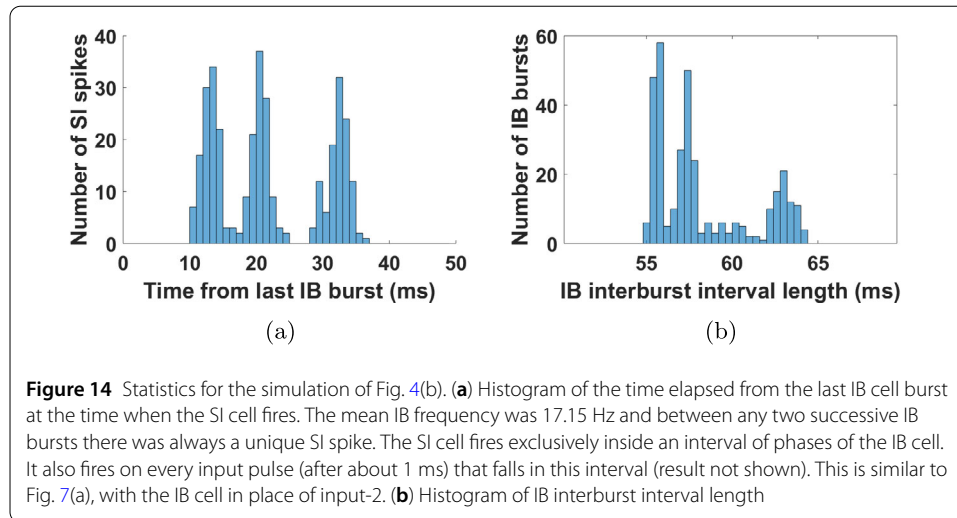 40
30
20
10
0
Number of SI spikes
0 10 20 30 40 50
Time from last IB burst (ms)
(a)
60
40
20
0
Number of IB bursts
55 60 65
IB interburst interval length (ms)
(b)
Figure 14 Statistics for the simulation of Fig. 4(b). (a) Histogram of the time elapsed from the last IB cell burst
at the time when the SI cell fires. The mean IB frequency was 17.15 Hz and between any two successive IB
bursts there was always a unique SI spike. The SI cell fires exclusively inside an interval of phases of the IB cell.
It also fires on every input pulse (after about 1 ms) that falls in this interval (result not shown). This is similar to
Fig. 7(a), with the IB cell in place of input-2. (b) Histogram of IB interburst interval length